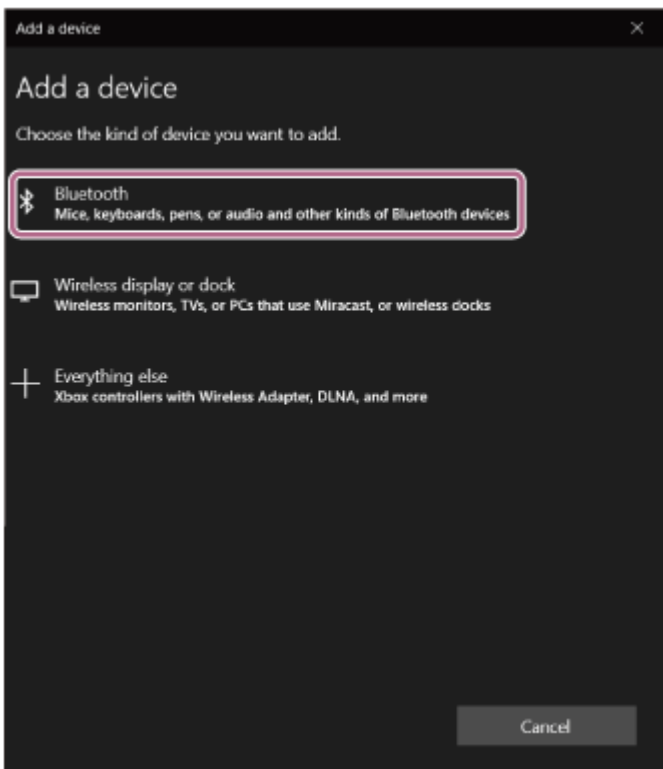 Add a device
Add a device
Choose the kind of device you want to add.
Bluetooth
Mice, keyboards, pens, or audio and other kinds of Bluetooth devices
Wireless display or dock
Wireless monitors, TVs, or PCs that use Miracast, or wireless docks
Everything else
Xbox controllers with Wireless Adapter, DLNA, and more
Cancel